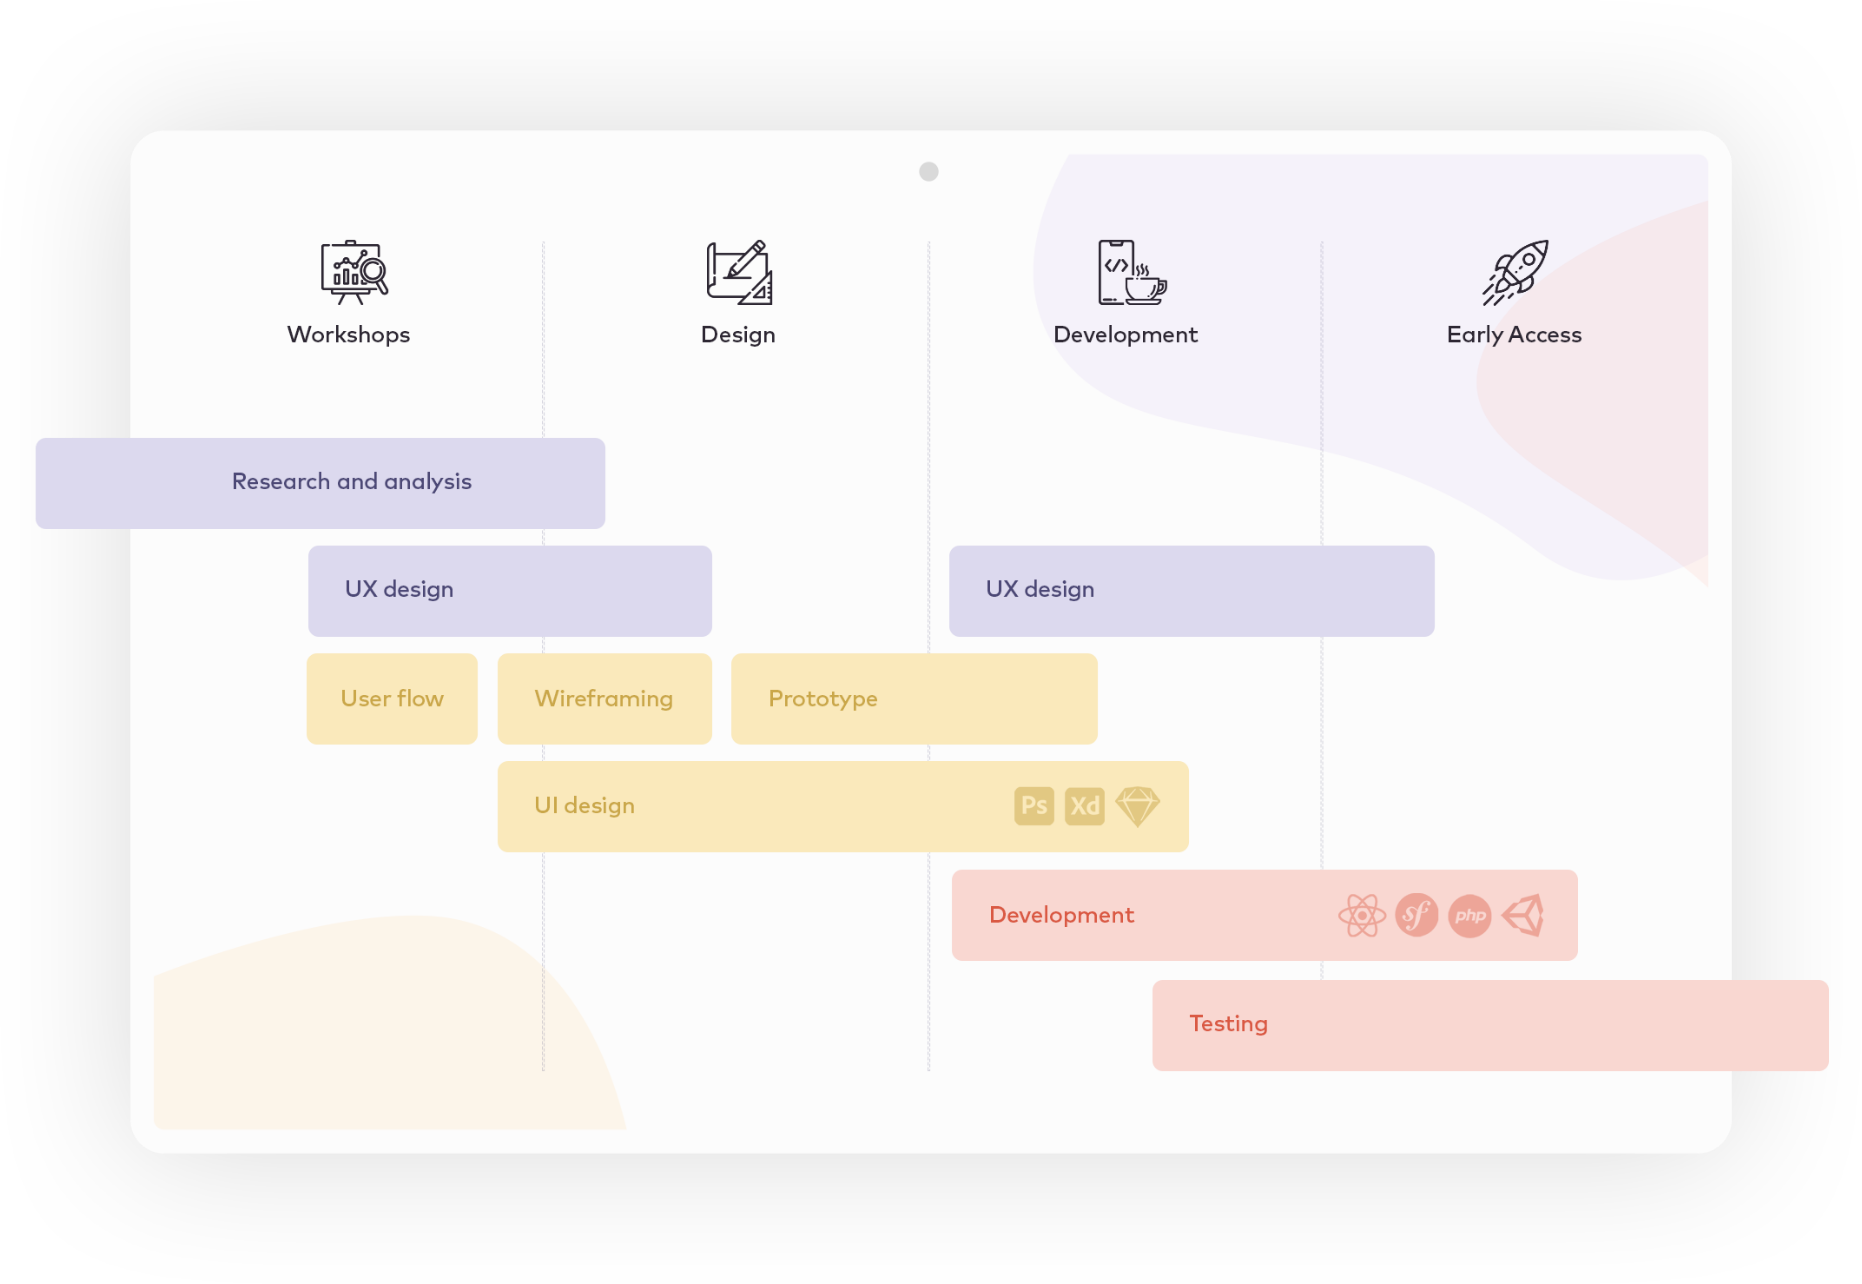 Workshops
Design
Development
Early Access
Research and analysis
UX design
UX design
User flow
Wireframing
Prototype
UI design
Ps
Xd
Development
</>
sf
php
Testing